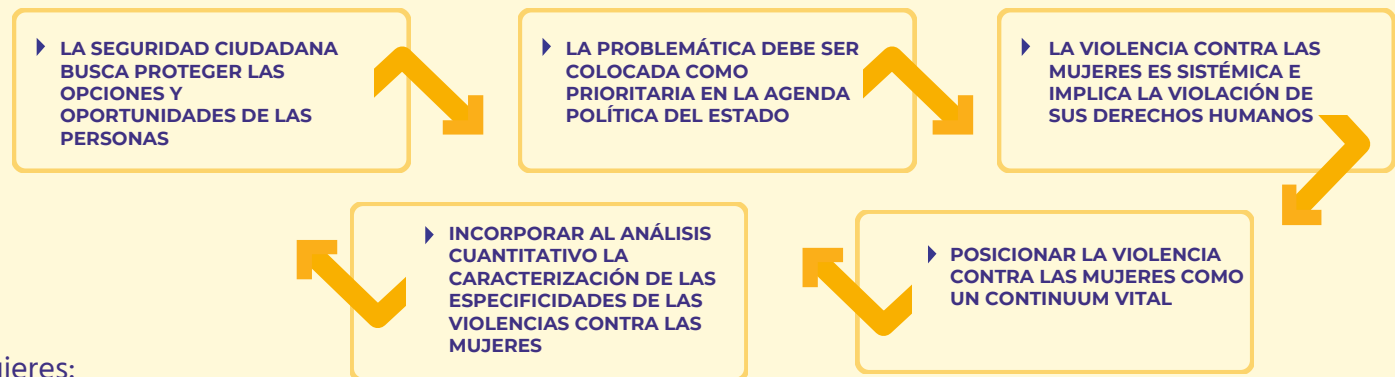 LA SEGURIDAD CIUDADANA
BUSCA PROTEGER LAS
OPCIONES Y
OPORTUNIDADES DE LAS
PERSONAS
LA PROBLEMÁTICA DEBE SER
COLOCADA COMO
PRIORITARIA EN LA AGENDA
POLÍTICA DEL ESTADO
LA VIOLENCIA CONTRA LAS
MUJERES ES SISTÉMICA E
IMPLICA LA VIOLACIÓN DE
SUS DERECHOS HUMANOS
POSICIONAR LA VIOLENCIA
CONTRA LAS MUJERES COMO
UN CONTINUUM VITAL
INCORPORAR AL ANÁLISIS
CUANTITATIVO LA
CARACTERIZACIÓN DE LAS
ESPECIFICIDADES DE LAS
VIOLENCIAS CONTRA LAS
MUJERES